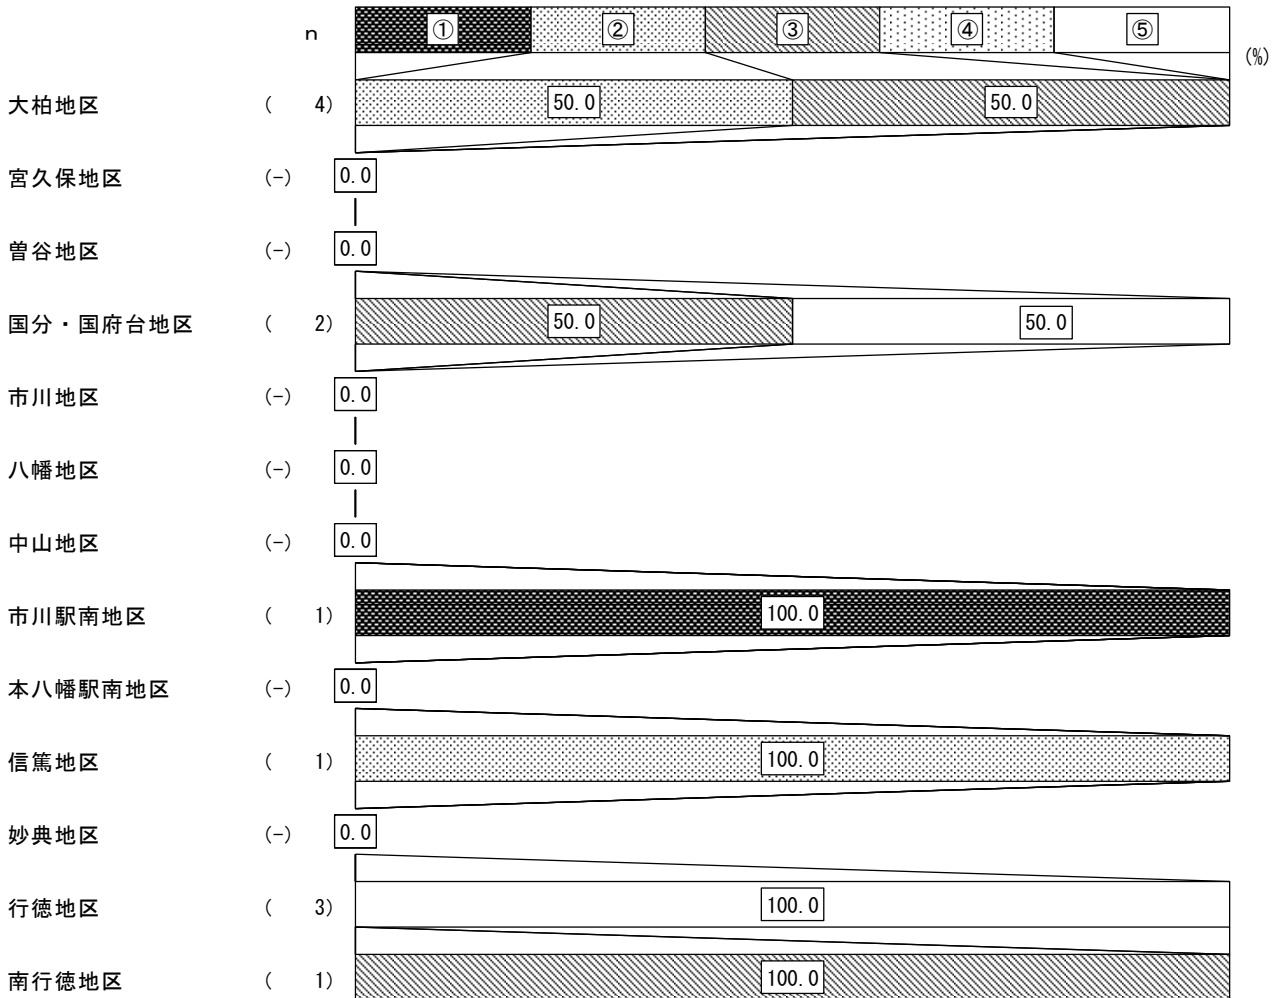 n ① ② ③ ④ ⑤
(%)
大柏地区 ( 4) 50.0 50.0
宮久保地区 (-) 0.0
曽谷地区 (-) 0.0
国分・国府台地区 ( 2) 50.0 50.0
市川地区 (-) 0.0
八幡地区 (-) 0.0
中山地区 (-) 0.0
市川駅南地区 ( 1) 100.0
本八幡駅南地区 (-) 0.0
信篤地区 ( 1) 100.0
妙典地区 (-) 0.0
行徳地区 ( 3) 100.0
南行徳地区 ( 1) 100.0